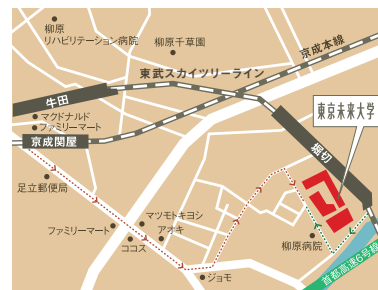 柳原
リハビリテーション病院
柳原千草園
京成本線
東武スカイツリーライン
牛田
マクドナルド
ファミリーマート
京成関屋
東京未来大学
堀切
足立郵便局
マツモトキヨシ
ファミリーマート
アオキ
ココス
柳原病院
ジョモ
首都高速6号線